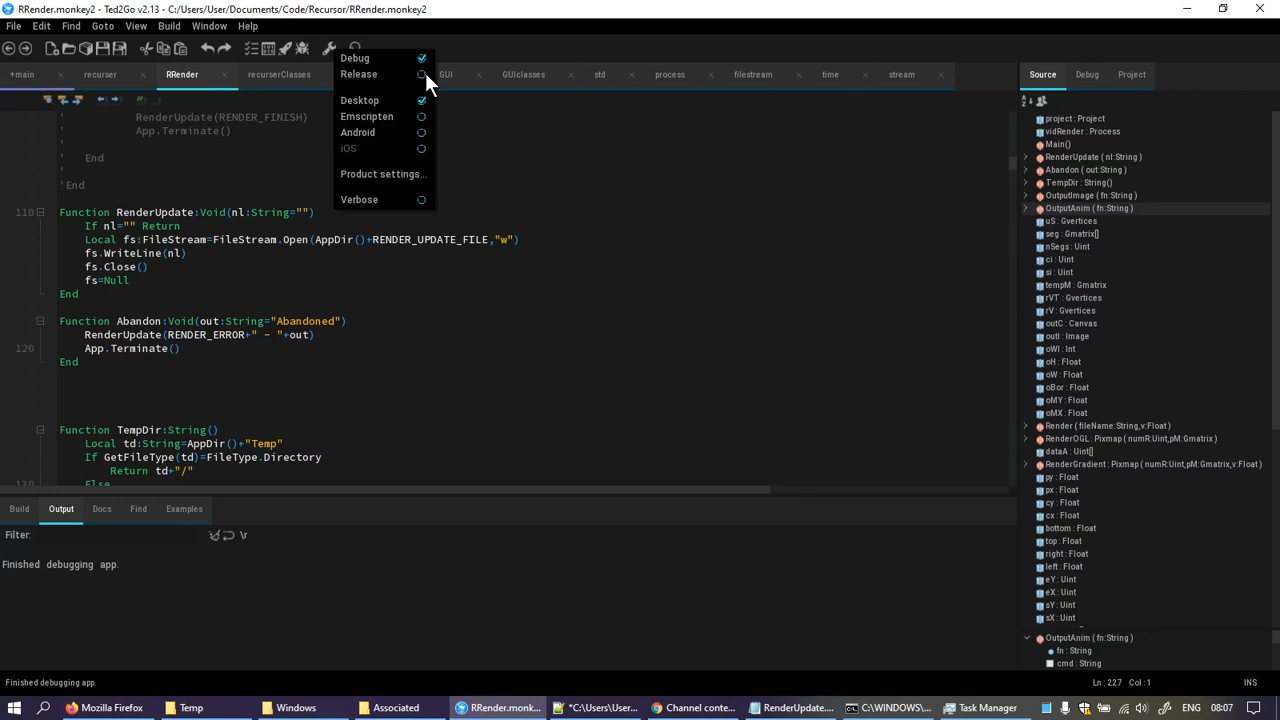 RRender.monkey2 - Ted2Go v2.13 - C:/Users/User/Documents/Code/Recursor/RRender.monkey2
File Edit Find Goto View Build Window Help
+main recurser RRender recurserClasses GUI GUIclasses std process filestream time stream
Source Debug Project
Debug
Release
Desktop
Emscripten
Android
iOS
Product settings...
Verbose
' RenderUpdate(RENDER_FINISH)
' App.Terminate()
'
' End
'
'End
110 Function RenderUpdate:Void(nl:String="")
If nl="" Return
Local fs:FileStream=FileStream.Open(AppDir()+RENDER_UPDATE_FILE,"w")
fs.WriteLine(nl)
fs.Close()
fs=Null
End
Function Abandon:Void(out:String="Abandoned")
RenderUpdate(RENDER_ERROR+" - "+out)
120 App.Terminate()
End
Function TempDir:String()
Local td:String=AppDir()+"Temp"
If GetFileType(td)=FileType.Directory
Return td+"/"
130 Else
project : Project
vidRender : Process
Main()
RenderUpdate ( nl:String )
Abandon ( out:String )
TempDir : String()
OutputImage ( fn:String )
OutputAnim ( fn:String )
uS : Gvertices
seg : Gmatrix[]
nSegs : Uint
ci : Uint
si : Uint
tempM : Gmatrix
rVT : Gvertices
rV : Gvertices
outC : Canvas
outI : Image
oWI : Int
oH : Float
oW : Float
oBor : Float
oMY : Float
oMX : Float
Render ( fileName:String,v:Float )
RenderOGL : Pixmap ( numR:Uint,pM:Gmatrix )
dataA : Uint[]
RenderGradient : Pixmap ( numR:Uint,pM:Gmatrix,v:Float )
py : Float
px : Float
cy : Float
cx : Float
bottom : Float
top : Float
right : Float
left : Float
eY : Uint
eX : Uint
sY : Uint
sX : Uint
OutputAnim ( fn:String )
fn : String
cmd : String
Build Output Docs Find Examples
Filter: \r
Finished debugging app.
Finished debugging app.
Ln : 227 Col : 1 INS
Mozilla Firefox Temp Windows Associated RRender.monk... *C:\Users\User... Channel conte... RenderUpdate.... C:\WINDOWS\... Task Manager ENG 08:07